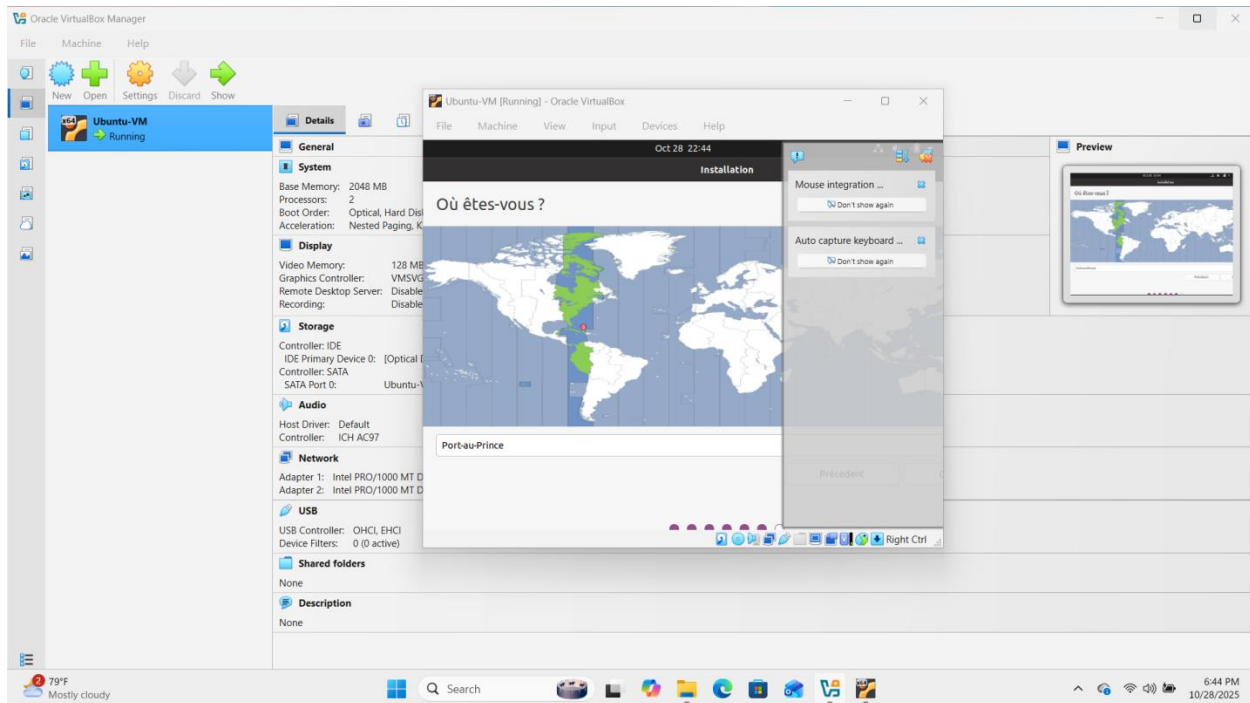 Oracle VirtualBox Manager
File Machine Help
New Open Settings Discard Show
Ubuntu-VM
Running
Details
General
System
Base Memory: 2048 MB
Processors: 2
Boot Order: Optical, Hard Dis
Acceleration: Nested Paging, K
Display
Video Memory: 128 MB
Graphics Controller: VMSVG
Remote Desktop Server: Disable
Recording: Disable
Storage
Controller: IDE
IDE Primary Device 0: [Optical
Controller: SATA
SATA Port 0: Ubuntu-V
Audio
Host Driver: Default
Controller: ICH AC97
Network
Adapter 1: Intel PRO/1000 MT D
Adapter 2: Intel PRO/1000 MT D
USB
USB Controller: OHCI, EHCI
Device Filters: 0 (0 active)
Shared folders
None
Description
None
Ubuntu-VM [Running] - Oracle VirtualBox
File Machine View Input Devices Help
Oct 28 22:44
Installation
Où êtes-vous ?
Port-au-Prince
Précédent
Mouse integration ...
Don't show again
Auto capture keyboard ...
Don't show again
Right Ctrl
Preview
Où êtes-vous ?
79°F
Mostly cloudy
2
Search
6:44 PM
10/28/2025